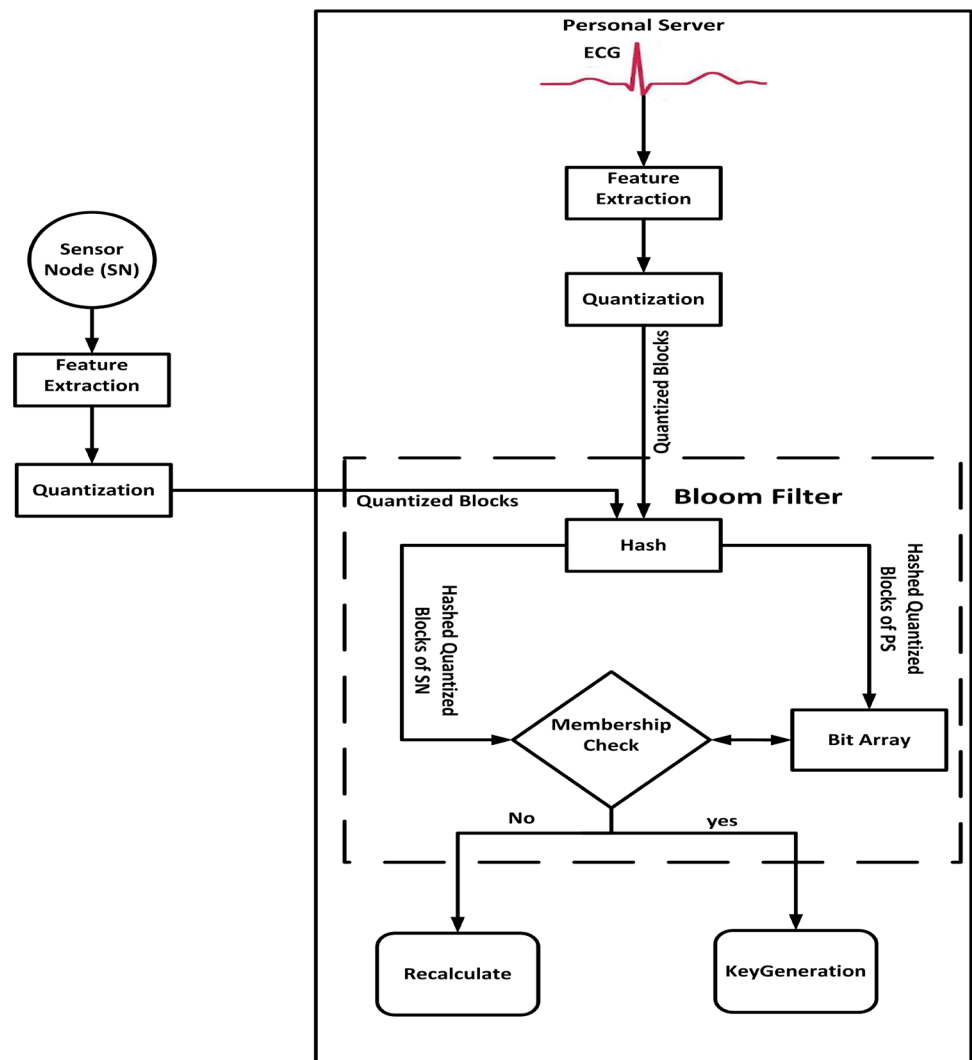 Personal Server
ECG
Feature
Extraction
Quantization
Quantized Blocks
Sensor
Node (SN)
Feature
Extraction
Quantization
Quantized Blocks
Bloom Filter
Hash
Hashed Quantized
Blocks of SN
Hashed Quantized
Blocks of PS
Membership
Check
Bit Array
No
yes
Recalculate
KeyGeneration